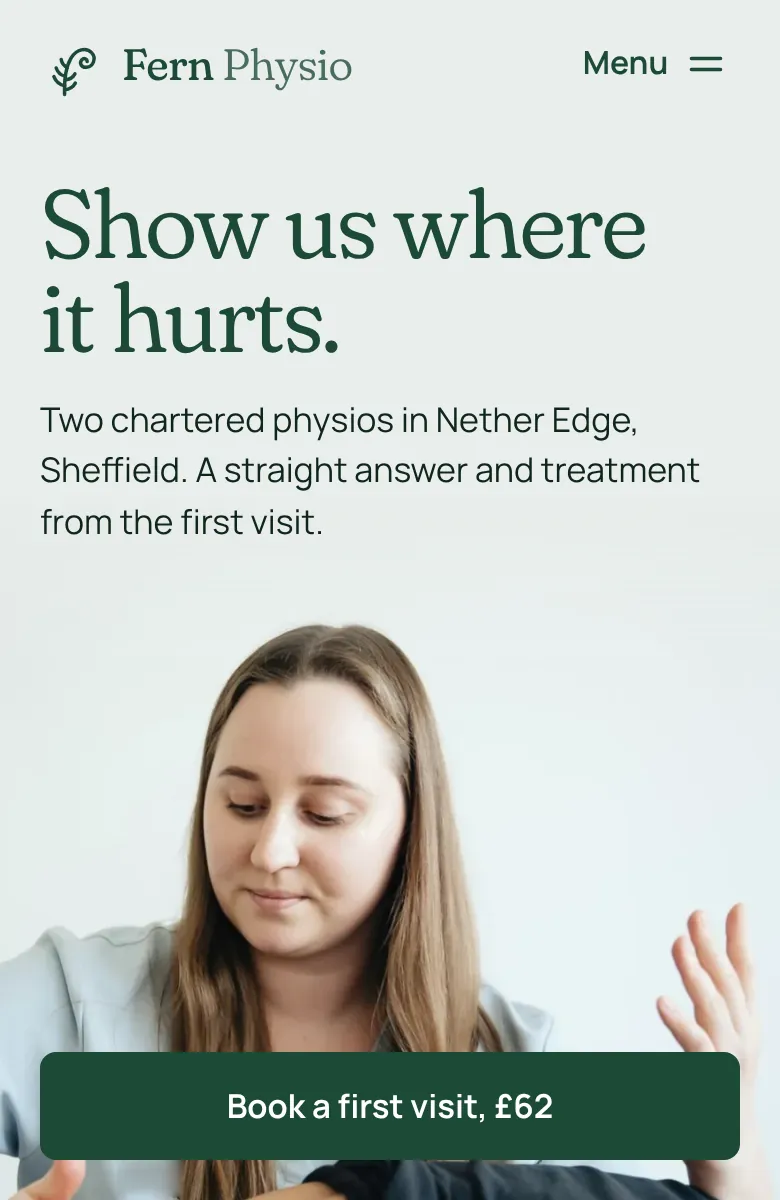 Fern Physio
Menu
Show us where
it hurts.
Two chartered physios in Nether Edge,
Sheffield. A straight answer and treatment
from the first visit.
Book a first visit, £62